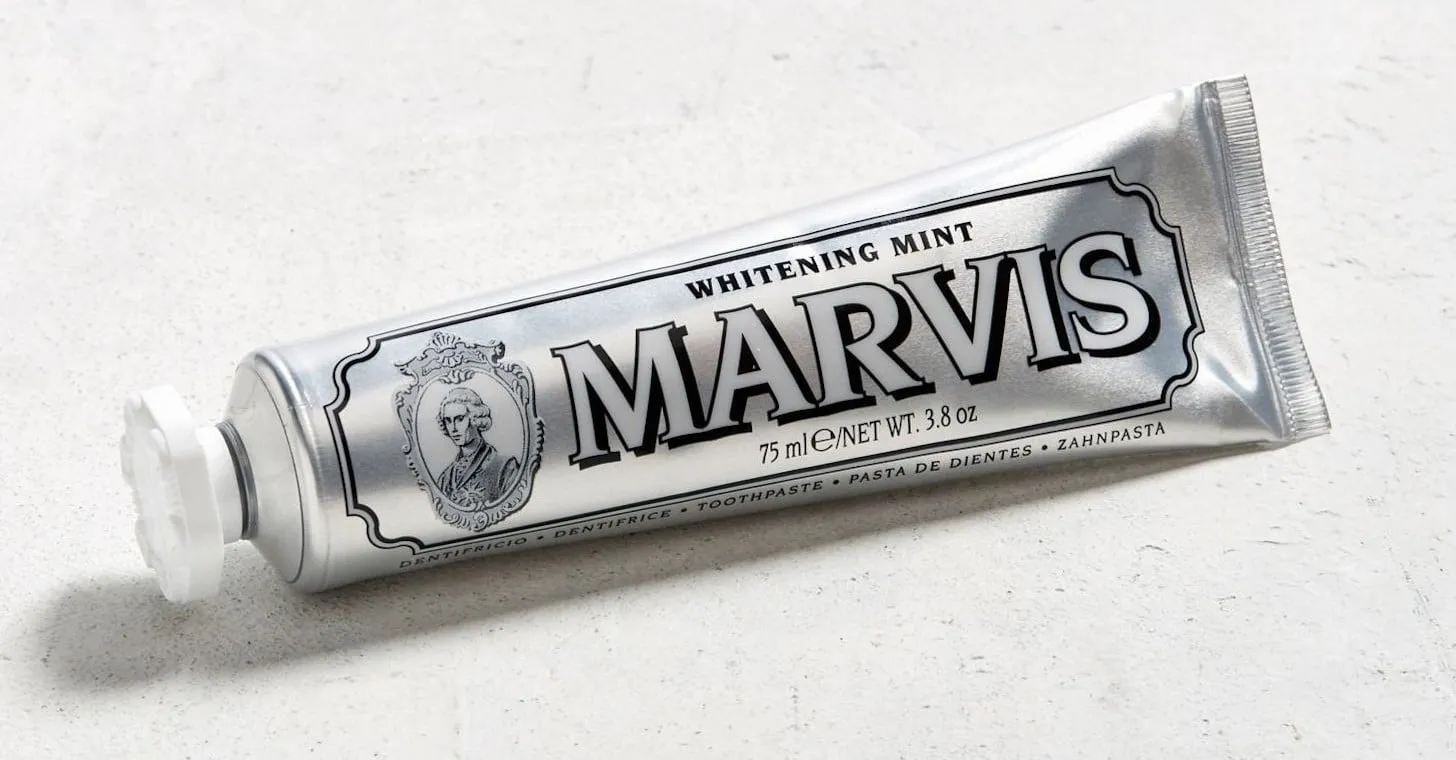 WHITENING MINT
MARVIS
75 ml℮/NET WT. 3.8 oz
DENTIFRICIO • DENTIFRICE • TOOTHPASTE • PASTA DE DIENTES • ZAHNPASTA